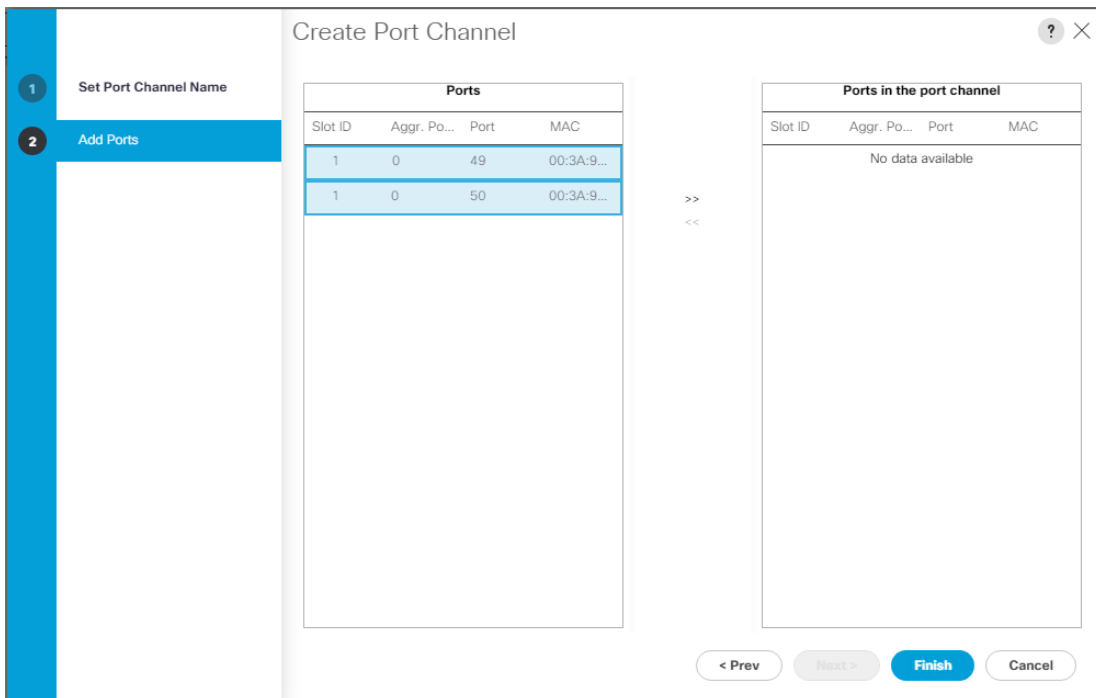 Create Port Channel
?
1 Set Port Channel Name
2 Add Ports
Ports
Slot ID Aggr. Po... Port MAC
1 0 49 00:3A:9...
1 0 50 00:3A:9...
>>
<<
Ports in the port channel
Slot ID Aggr. Po... Port MAC
No data available
< Prev Next > Finish Cancel